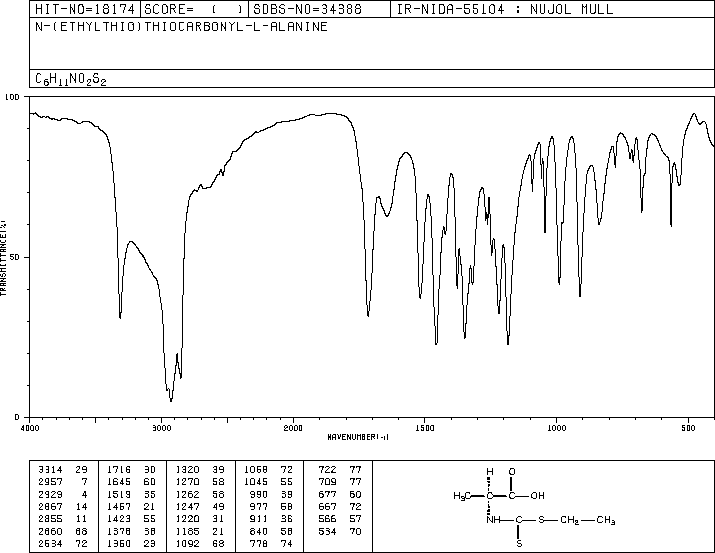 HIT-NO=18174 SCORE= ( ) SDBS-NO=34388 IR-NIDA-55104 : NUJOL MULL
N-(ETHYLTHIO)THIOCARBONYL-L-ALANINE
C6H11NO2S2
100
50
0
TRANSMITTANCE(%)
4000 3000 2000 1500 1000 500
WAVENUMBER(-1)
3314 29 1716 30 1320 39 1068 72 722 77
2957 7 1645 60 1270 58 1045 55 709 77
2929 4 1519 35 1262 58 990 39 677 60
2867 14 1457 21 1247 49 977 58 667 72
2855 11 1423 55 1220 31 911 36 566 57
2660 68 1378 38 1185 21 840 58 534 70
2534 72 1350 23 1092 68 778 74
H O
H3C C C OH
NH C S CH2 CH3
S